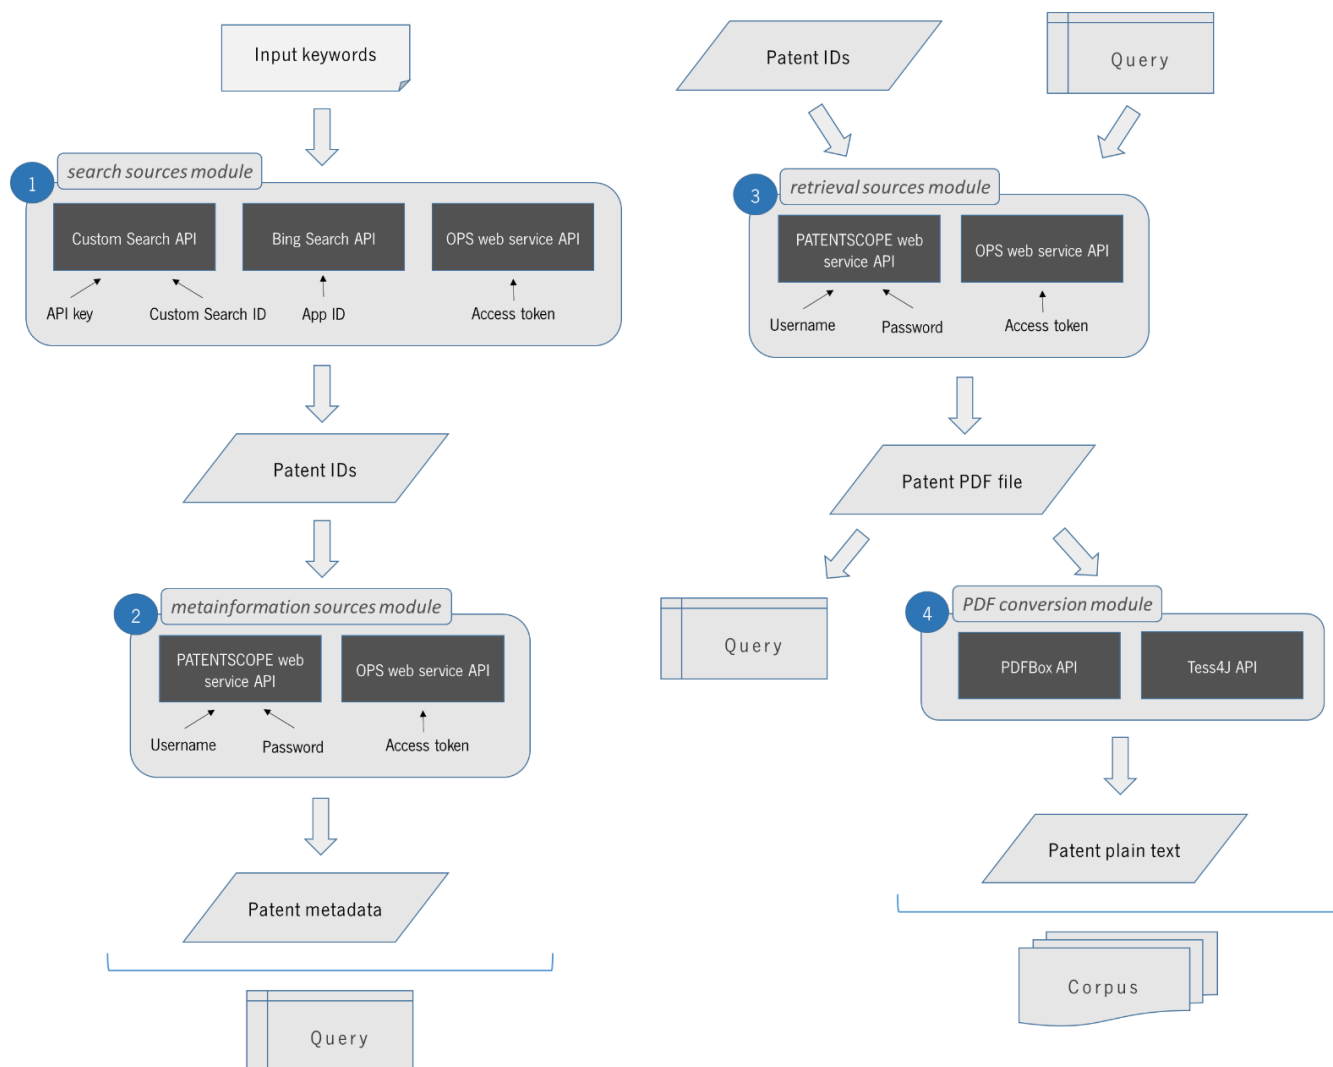 Input keywords
1
search sources module
Custom Search API
Bing Search API
OPS web service API
API key
Custom Search ID
App ID
Access token
Patent IDs
2
metainformation sources module
PATENTSCOPE web
service API
OPS web service API
Username
Password
Access token
Patent metadata
Query
Patent IDs
Query
3
retrieval sources module
PATENTSCOPE web
service API
OPS web service API
Username
Password
Access token
Patent PDF file
Query
4
PDF conversion module
PDFBox API
Tess4J API
Patent plain text
Corpus